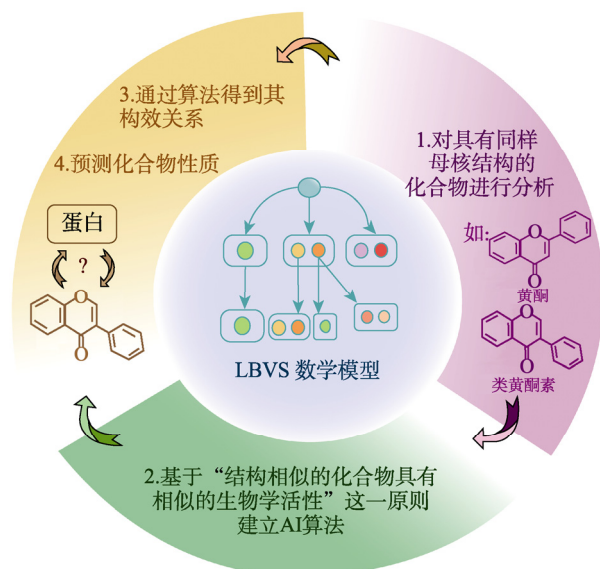 1.对具有同样
母核结构的
化合物进行分析
如:
O
O
黄酮
O
O
类黄酮素
2.基于“结构相似的化合物具有
相似的生物学活性”这一原则
建立AI算法
3.通过算法得到其
构效关系
4.预测化合物性质
蛋白
?
O
O
LBVS 数学模型